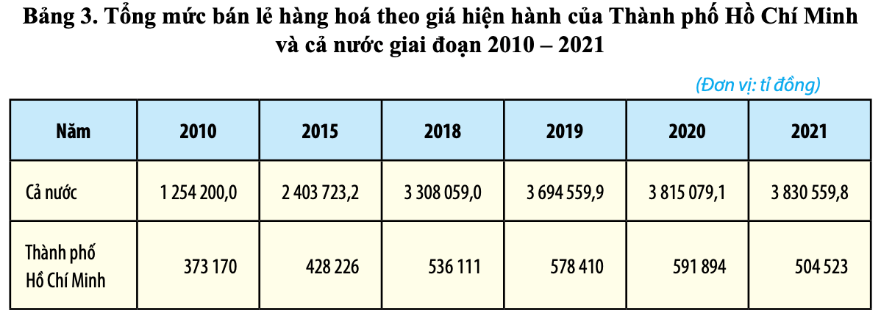 Bảng 3. Tổng mức bán lẻ hàng hoá theo giá hiện hành của Thành phố Hồ Chí Minh
và cả nước giai đoạn 2010 – 2021
(Đơn vị: tỉ đồng)
Năm 2010 2015 2018 2019 2020 2021
Cả nước 1 254 200,0 2 403 723,2 3 308 059,0 3 694 559,9 3 815 079,1 3 830 559,8
Thành phố
Hồ Chí Minh 373 170 428 226 536 111 578 410 591 894 504 523